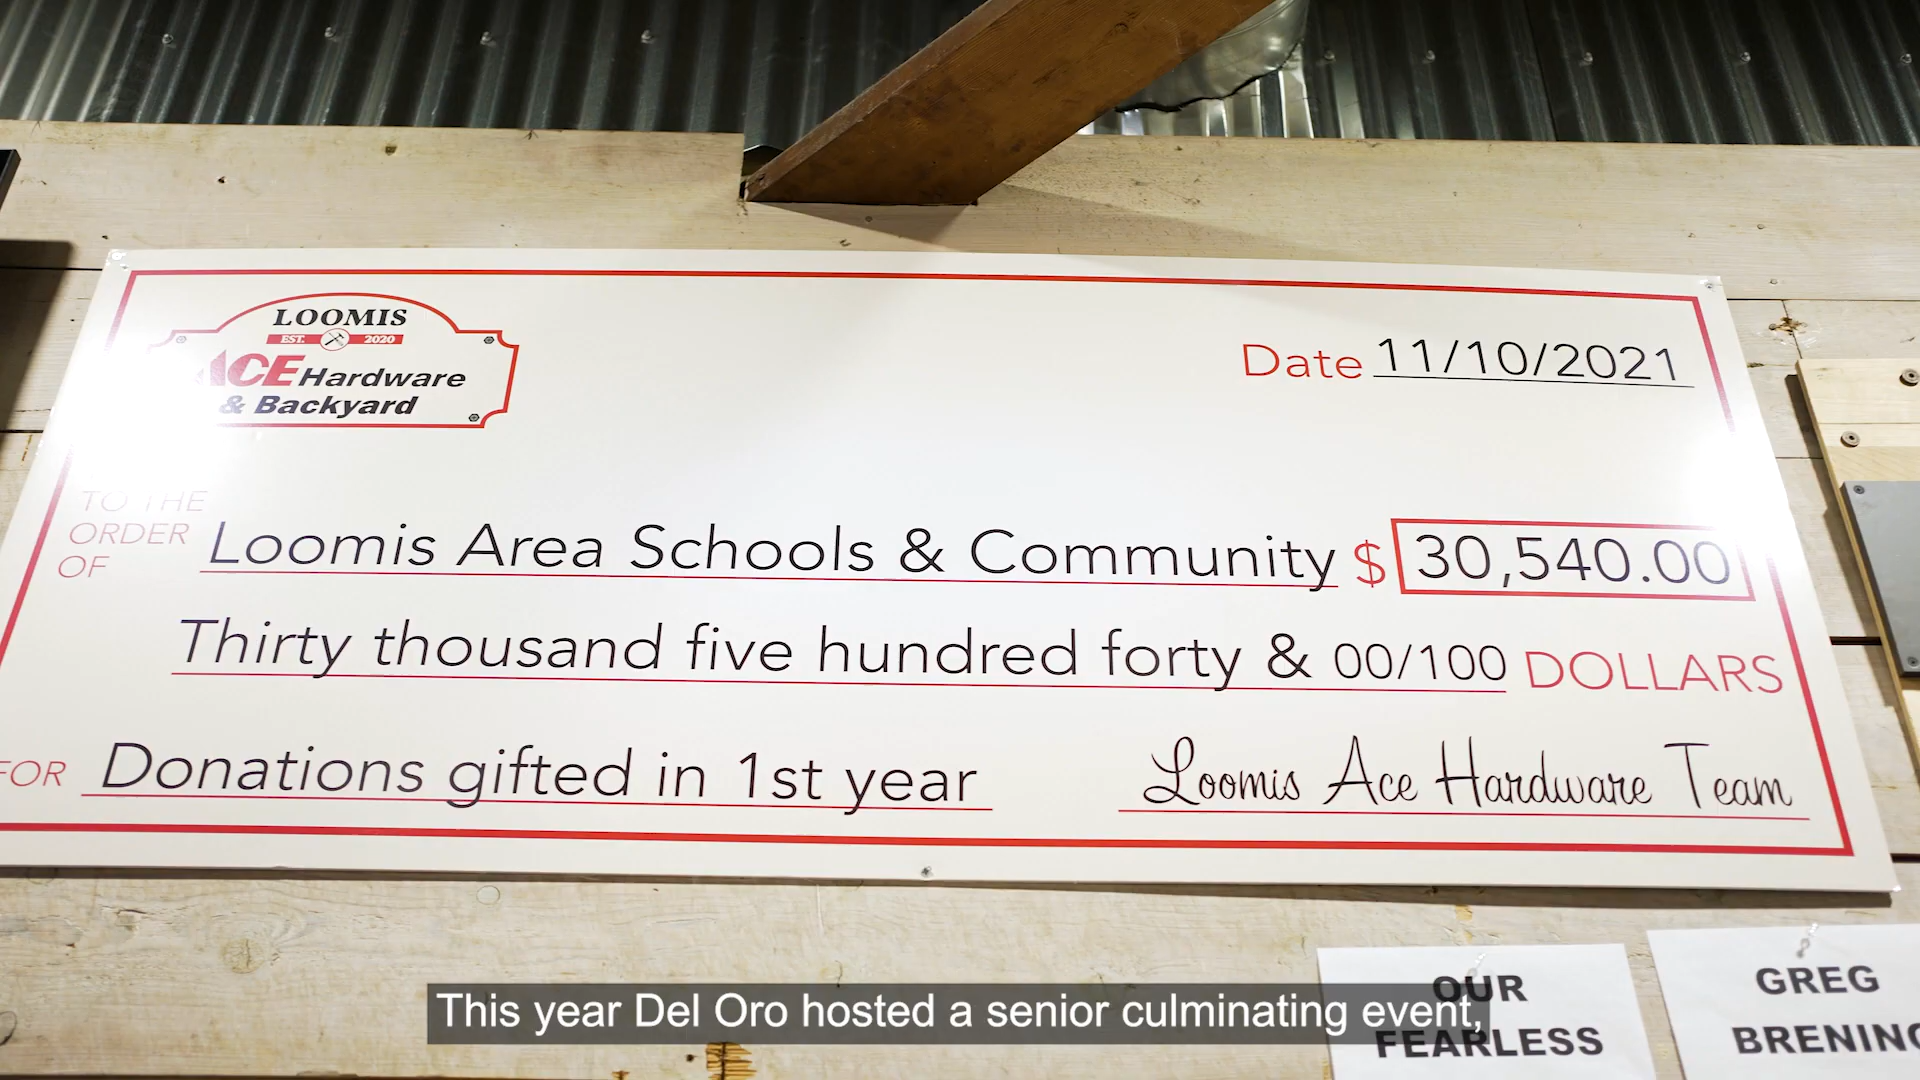 LOOMIS
EST. 2020
ACE Hardware
& Backyard
Date 11/10/2021
TO THE
ORDER
OF
Loomis Area Schools & Community $ 30,540.00
Thirty thousand five hundred forty & 00/100 DOLLARS
FOR Donations gifted in 1st year
Loomis Ace Hardware Team
OUR
FEARLESS
GREG
BRENING
This year Del Oro hosted a senior culminating event,